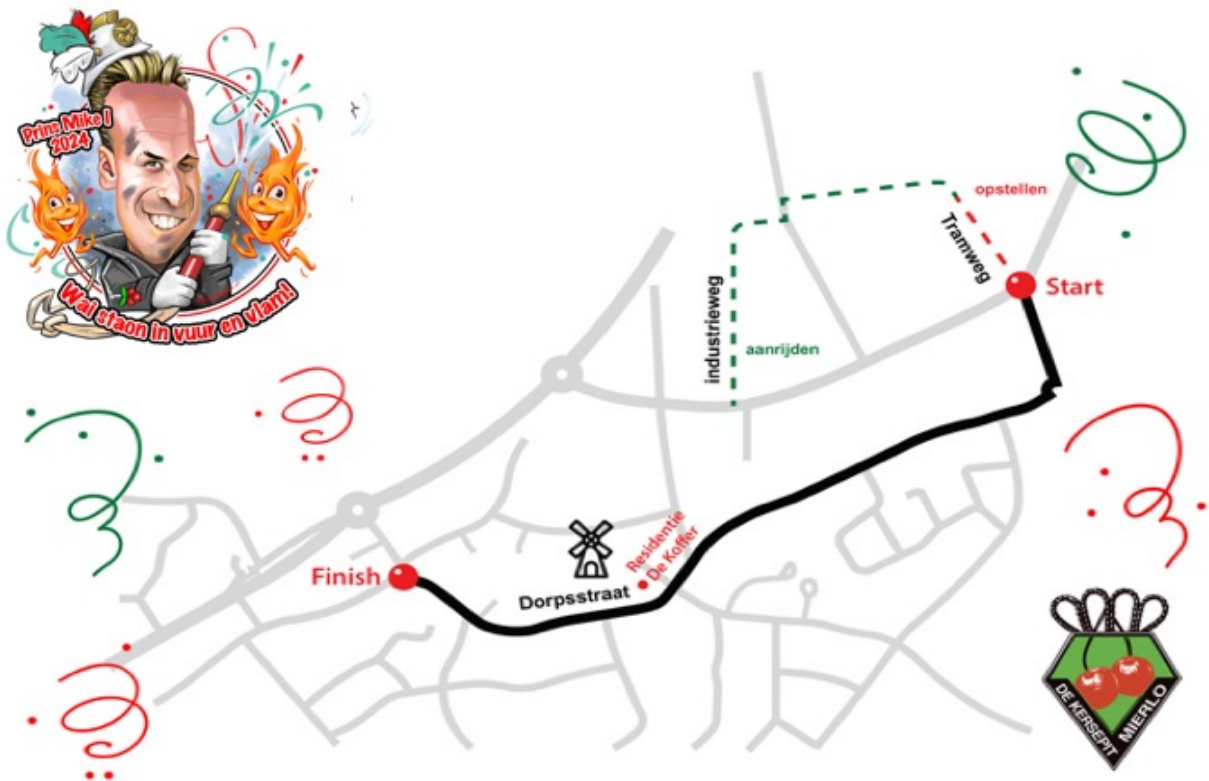 Prins Mike I
2024
Wai staon in vuur en vlam!
opstellen
Tramweg
Start
industrieweg
aanrijden
Residentie
De Koffer
Finish
Dorpsstraat
DE KERSEPIT
MIERLO